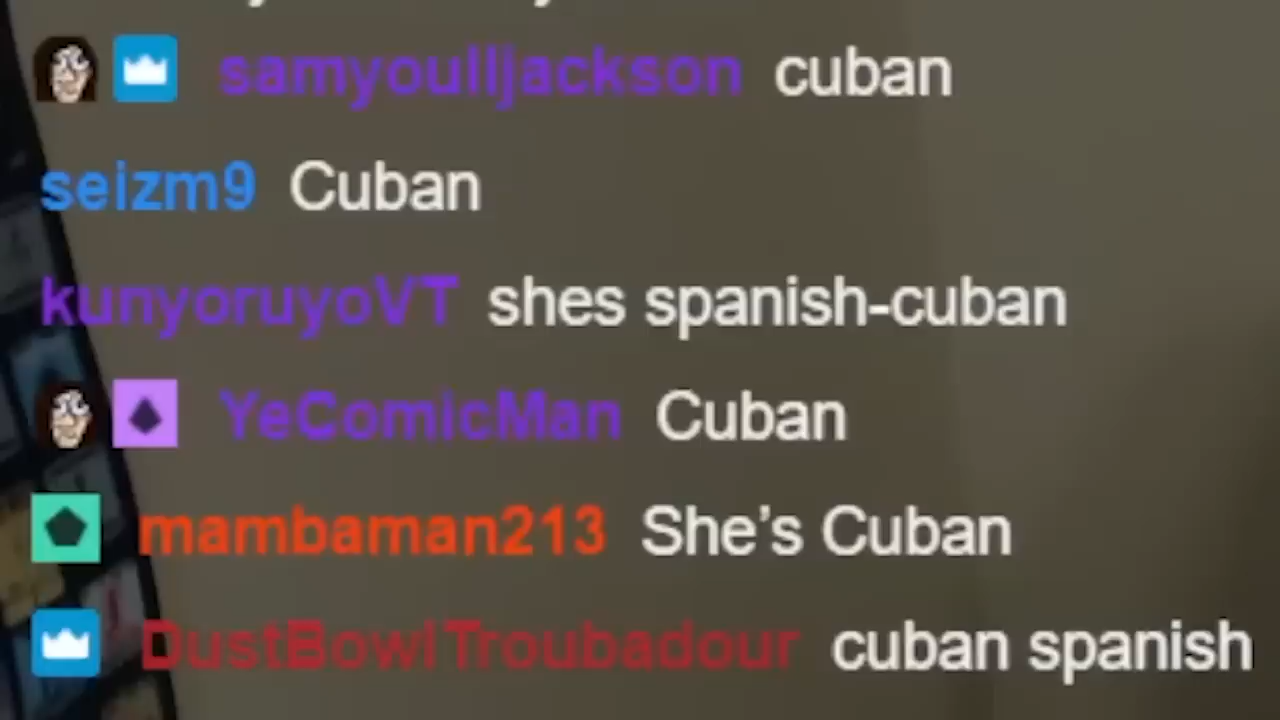 samyoulljackson cuban
seizm9 Cuban
kunyoruyoVT shes spanish-cuban
YeComicMan Cuban
mambaman213 She’s Cuban
DustBowlTroubadour cuban spanish